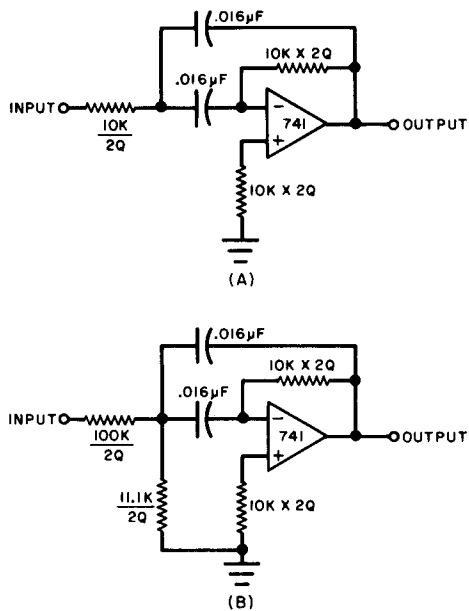 .016µF
10K X 2Q
.016µF
INPUT
10K
2Q
-
741
+
OUTPUT
10K X 2Q
(A)
.016µF
10K X 2Q
.016µF
INPUT
100K
2Q
-
741
+
OUTPUT
11.1K
2Q
10K X 2Q
(B)